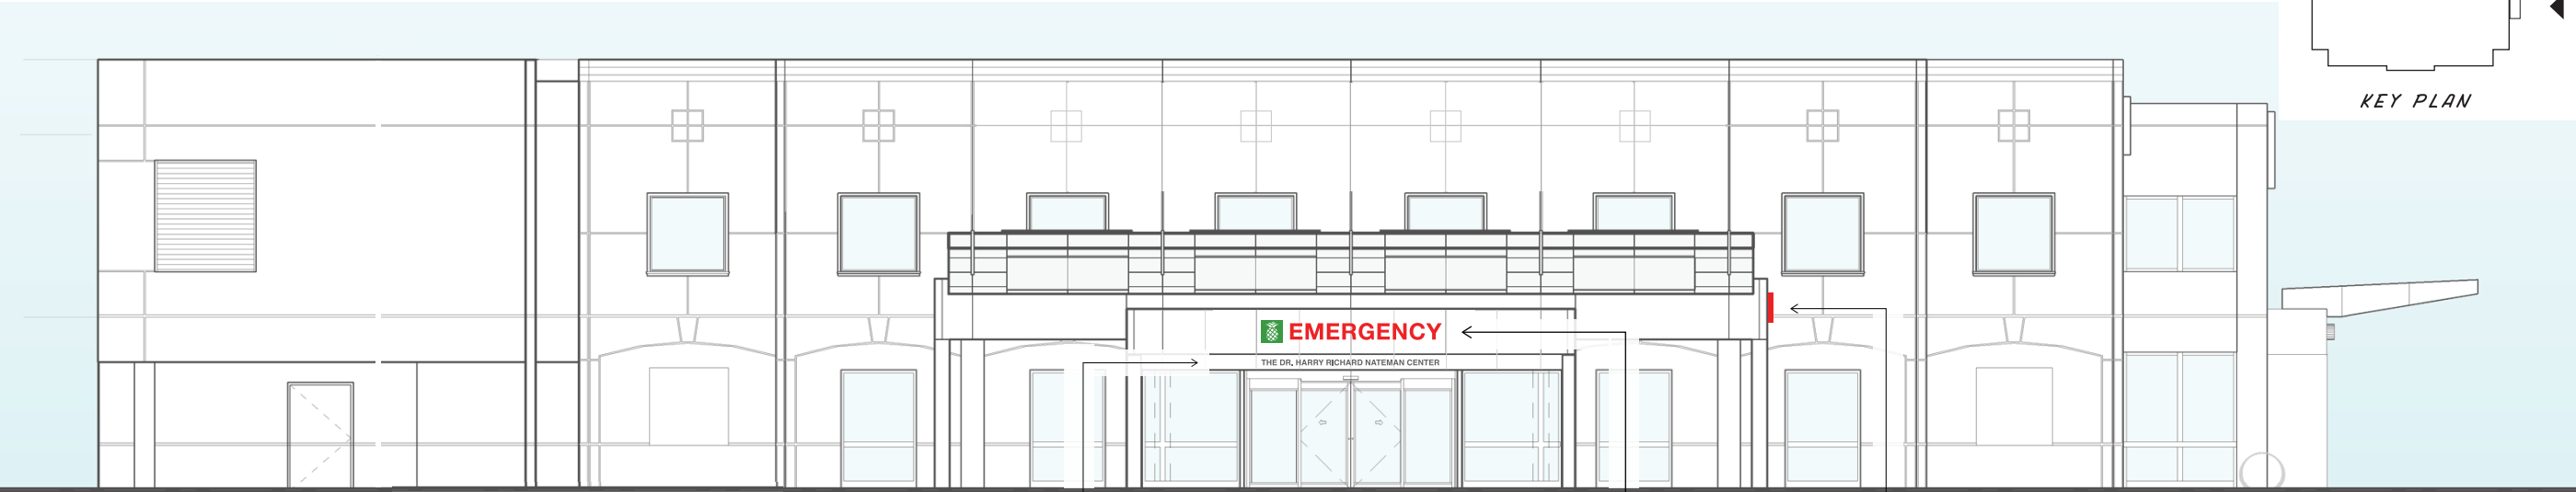 KEY PLAN
EMERGENCY
THE DR. HARRY RICHARD NATEMAN CENTER